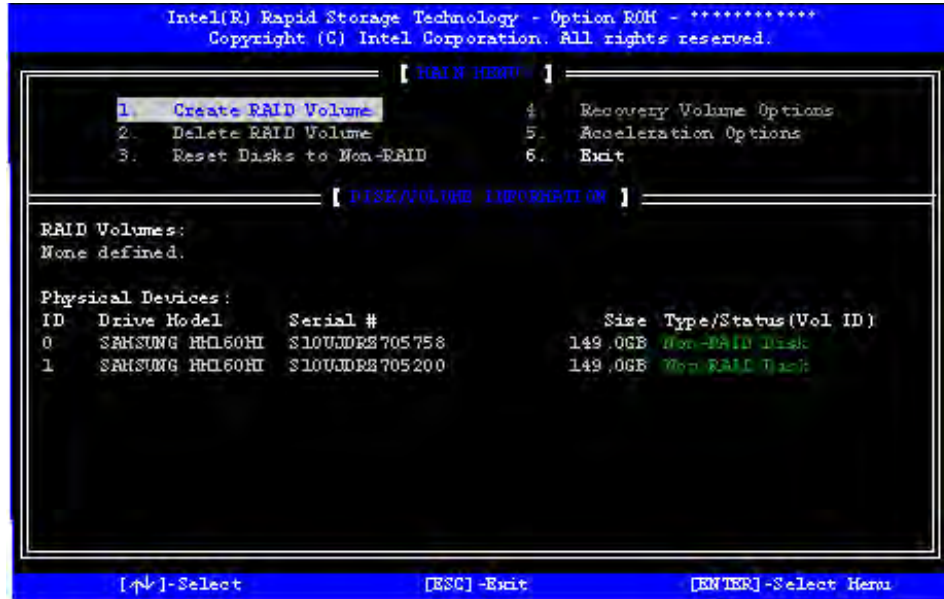 Intel(R) Rapid Storage Technology - Option ROM - ************
Copyright (C) Intel Corporation. All rights reserved.
[ MAIN MENU ]
1. Create RAID Volume
2. Delete RAID Volume
3. Reset Disks to Non-RAID
4. Recovery Volume Options
5. Acceleration Options
6. Exit
[ DISK/VOLUME INFORMATION ]
RAID Volumes:
None defined.
Physical Devices:
ID Drive Model Serial # Size Type/Status(Vol ID)
0 SAMSUNG HM160HI S10UJDRS705758 149.0GB Non-RAID Disk
1 SAMSUNG HM160HI S10UJDRS705200 149.0GB Non-RAID Disk
[↑↓]-Select [ESC]-Exit [ENTER]-Select Menu